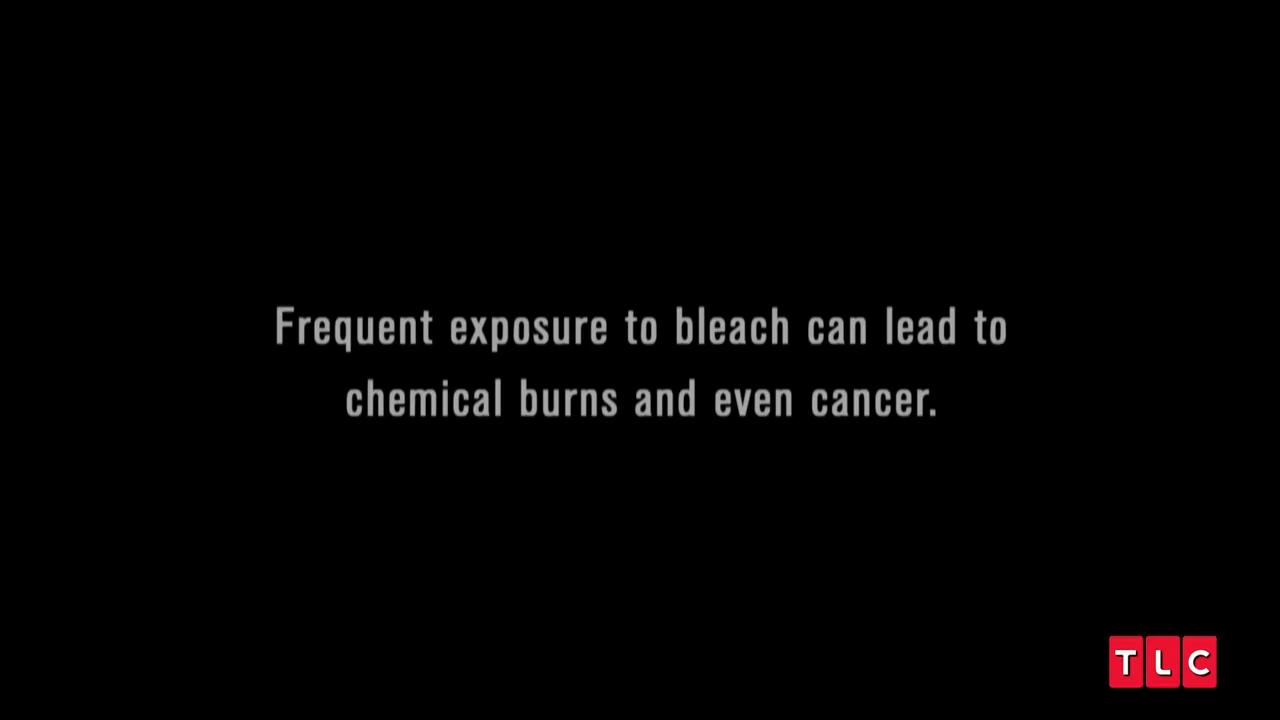 Frequent exposure to bleach can lead to
chemical burns and even cancer.
TLC